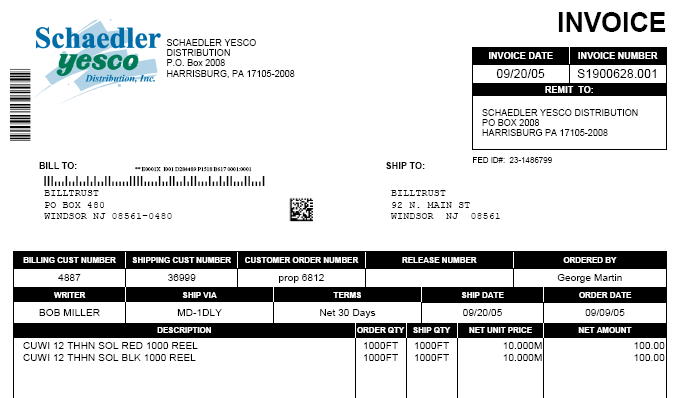 INVOICE
Schaedler
yesco
Distribution, Inc.
SCHAEDLER YESCO
DISTRIBUTION
P.O. Box 2008
HARRISBURG, PA 17105-2008
INVOICE DATE INVOICE NUMBER
09/20/05 S1900628.001
REMIT TO:
SCHAEDLER YESCO DISTRIBUTION
PO BOX 2008
HARRISBURG PA 17105-2008
FED ID#: 23-1486799
BILL TO: SHIP TO:
**E0001X I001 D284469 P1518 B617 0001:0001
BILLTRUST BILLTRUST
PO BOX 480 92 N. MAIN ST
WINDSOR NJ 08561-0480 WINDSOR NJ 08561
BILLING CUST NUMBER SHIPPING CUST NUMBER CUSTOMER ORDER NUMBER RELEASE NUMBER ORDERED BY
4887 36999 prop 6812 George Martin
WRITER SHIP VIA TERMS SHIP DATE ORDER DATE
BOB MILLER MD-1DLY Net 30 Days 09/20/05 09/09/05
DESCRIPTION ORDER QTY SHIP QTY NET UNIT PRICE NET AMOUNT
CUWI 12 THHN SOL RED 1000 REEL 1000FT 1000FT 10.000M 100.00
CUWI 12 THHN SOL BLK 1000 REEL 1000FT 1000FT 10.000M 100.00